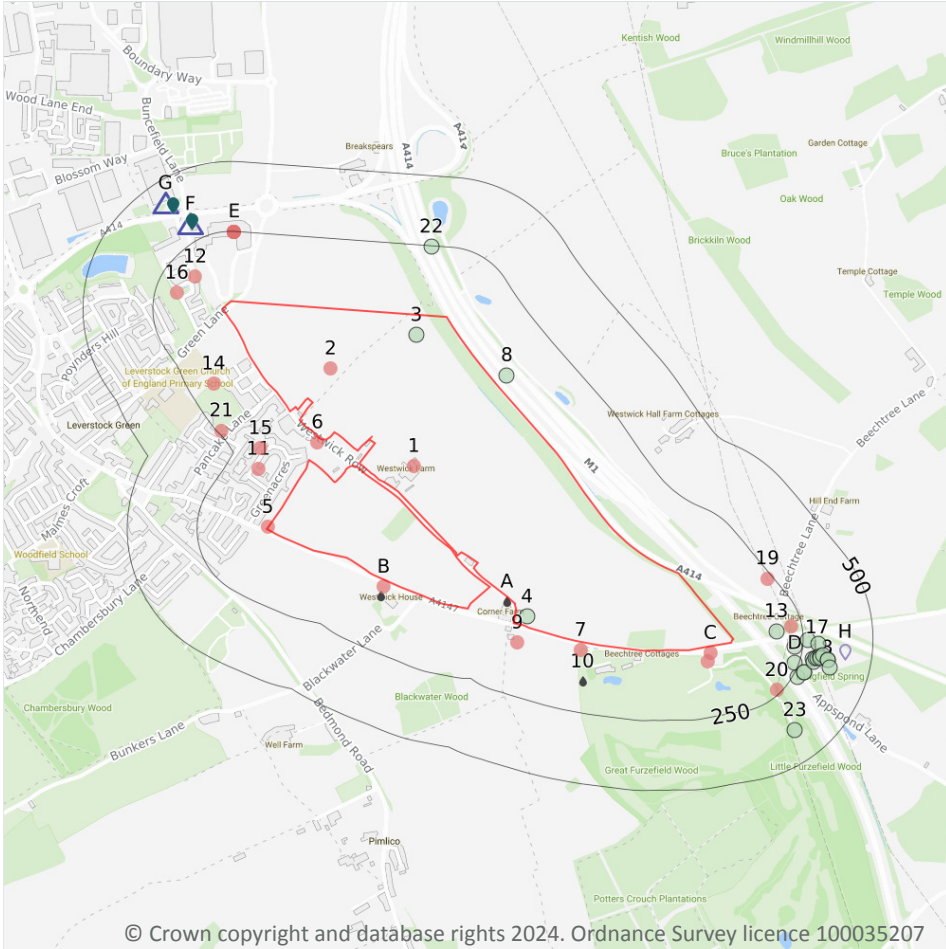 Kentish Wood
Windmillhill Wood
Boundary Way
Wood Lane End
Buncefield Lane
A414
A414
Garden Cottage
Breakspears
Bruce's Plantation
Blossom Way
Oak Wood
G
F
E
A414
22
Brickkiln Wood
12
16
Temple Cottage
Temple Wood
Green Lane
3
Poynders Hill
8
2
14
Leverstock Green Church
of England Primary School
Beechtree Lane
21
6
Westwick Hall Farm Cottages
Leverstock Green
15
11
Pancake Lane
Westwick Row
1
Westwick Farm
M1
Greenacres
Malmes Croft
5
Hill End Farm
Woodfield School
Beechtree Lane
500
19
A414
B
Westwick House
A4147
A
4
Corner Farm
Northend
Chambersbury Lane
9
Beechtree Cottage
13
17
H
7
C
D
10
Beechtree Cottages
Blackwater Lane
20
Blackwater Wood
Chambersbury Wood
Bedmond Road
250
23
Appspond Lane
Bunkers Lane
Well Farm
Great Furzefield Wood
Little Furzefield Wood
Pimlico
Potters Crouch Plantations
© Crown copyright and database rights 2024. Ordnance Survey licence 100035207